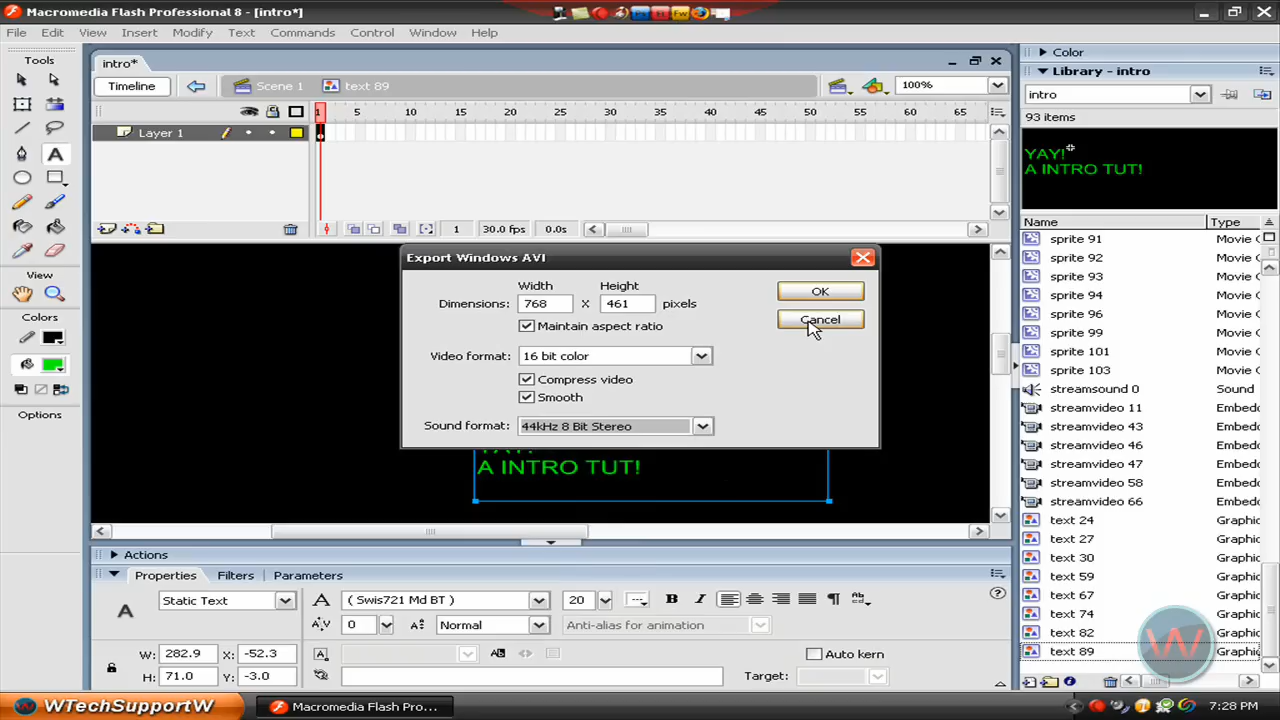 Macromedia Flash Professional 8 - [intro*]
File Edit View Insert Modify Text Commands Control Window Help
Tools
View
Colors
Options
intro*
Timeline
Scene 1
text 89
100%
1 5 10 15 20 25 30 35 40 45 50 55 60 65
Layer 1
1 30.0 fps 0.0s
Export Windows AVI
Width Height
Dimensions: 768 X 461 pixels
Maintain aspect ratio
Video format: 16 bit color
Compress video
Smooth
Sound format: 44kHz 8 Bit Stereo
OK
Cancel
YAY!
A INTRO TUT!
Actions
Properties Filters Parameters
A
Static Text
( Swis721 Md BT )
20
B I
A/V 0
Normal
Anti-alias for animation
W: 282.9 X: -52.3
H: 71.0 Y: -3.0
Auto kern
Target:
Color
Library - intro
intro
93 items
YAY!
A INTRO TUT!
Name Type
sprite 91 Movie C
sprite 92 Movie C
sprite 93 Movie C
sprite 94 Movie C
sprite 96 Movie C
sprite 99 Movie C
sprite 101 Movie C
sprite 103 Movie C
streamsound 0 Sound
streamvideo 11 Embedd
streamvideo 43 Embedd
streamvideo 46 Embedd
streamvideo 47 Embedd
streamvideo 58 Embedd
streamvideo 66 Embedd
text 24 Graphic
text 27 Graphic
text 30 Graphic
text 59 Graphic
text 67 Graphic
text 74 Graphic
text 82 Graphic
text 89 Graphic
W
WTechSupportW
Macromedia Flash Pro...
7:28 PM